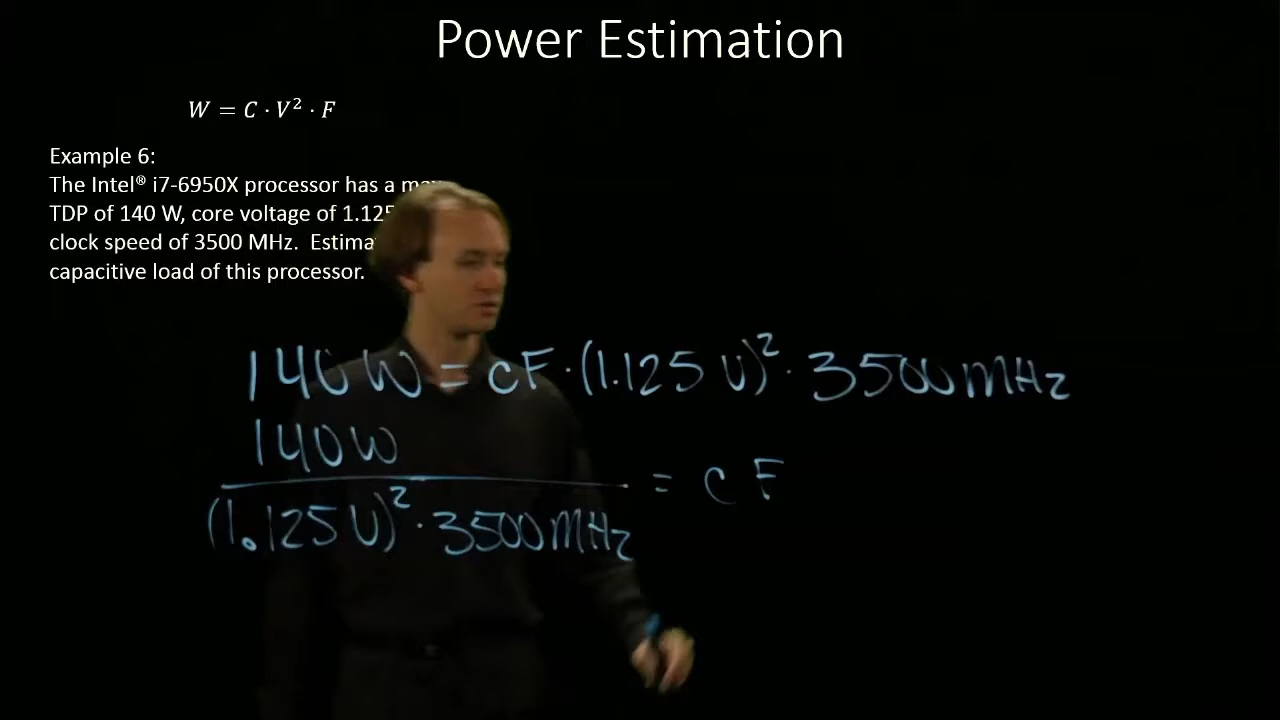 Power Estimation
W = C · V² · F
Example 6:
The Intel® i7-6950X processor has a
TDP of 140 W, core voltage of 1.125
clock speed of 3500 MHz.
capacitive load of this processor.
140 W = cF · (1.125 V)² · 3500 mHz
140 W
= c F
(1.125 V)² · 3500 mHz